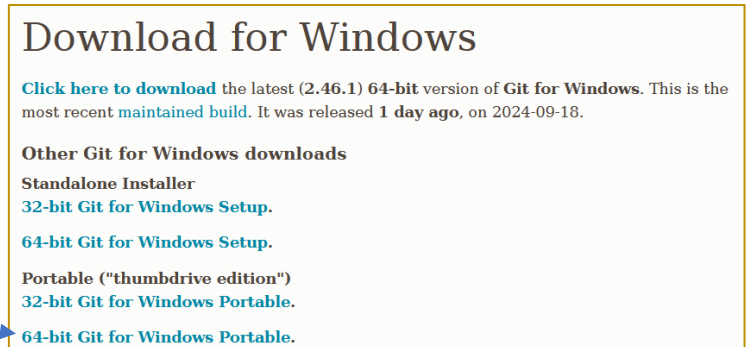 Download for Windows
Click here to download the latest (2.46.1) 64-bit version of Git for Windows. This is the
most recent maintained build. It was released 1 day ago, on 2024-09-18.
Other Git for Windows downloads
Standalone Installer
32-bit Git for Windows Setup.
64-bit Git for Windows Setup.
Portable ("thumbdrive edition")
32-bit Git for Windows Portable.
64-bit Git for Windows Portable.